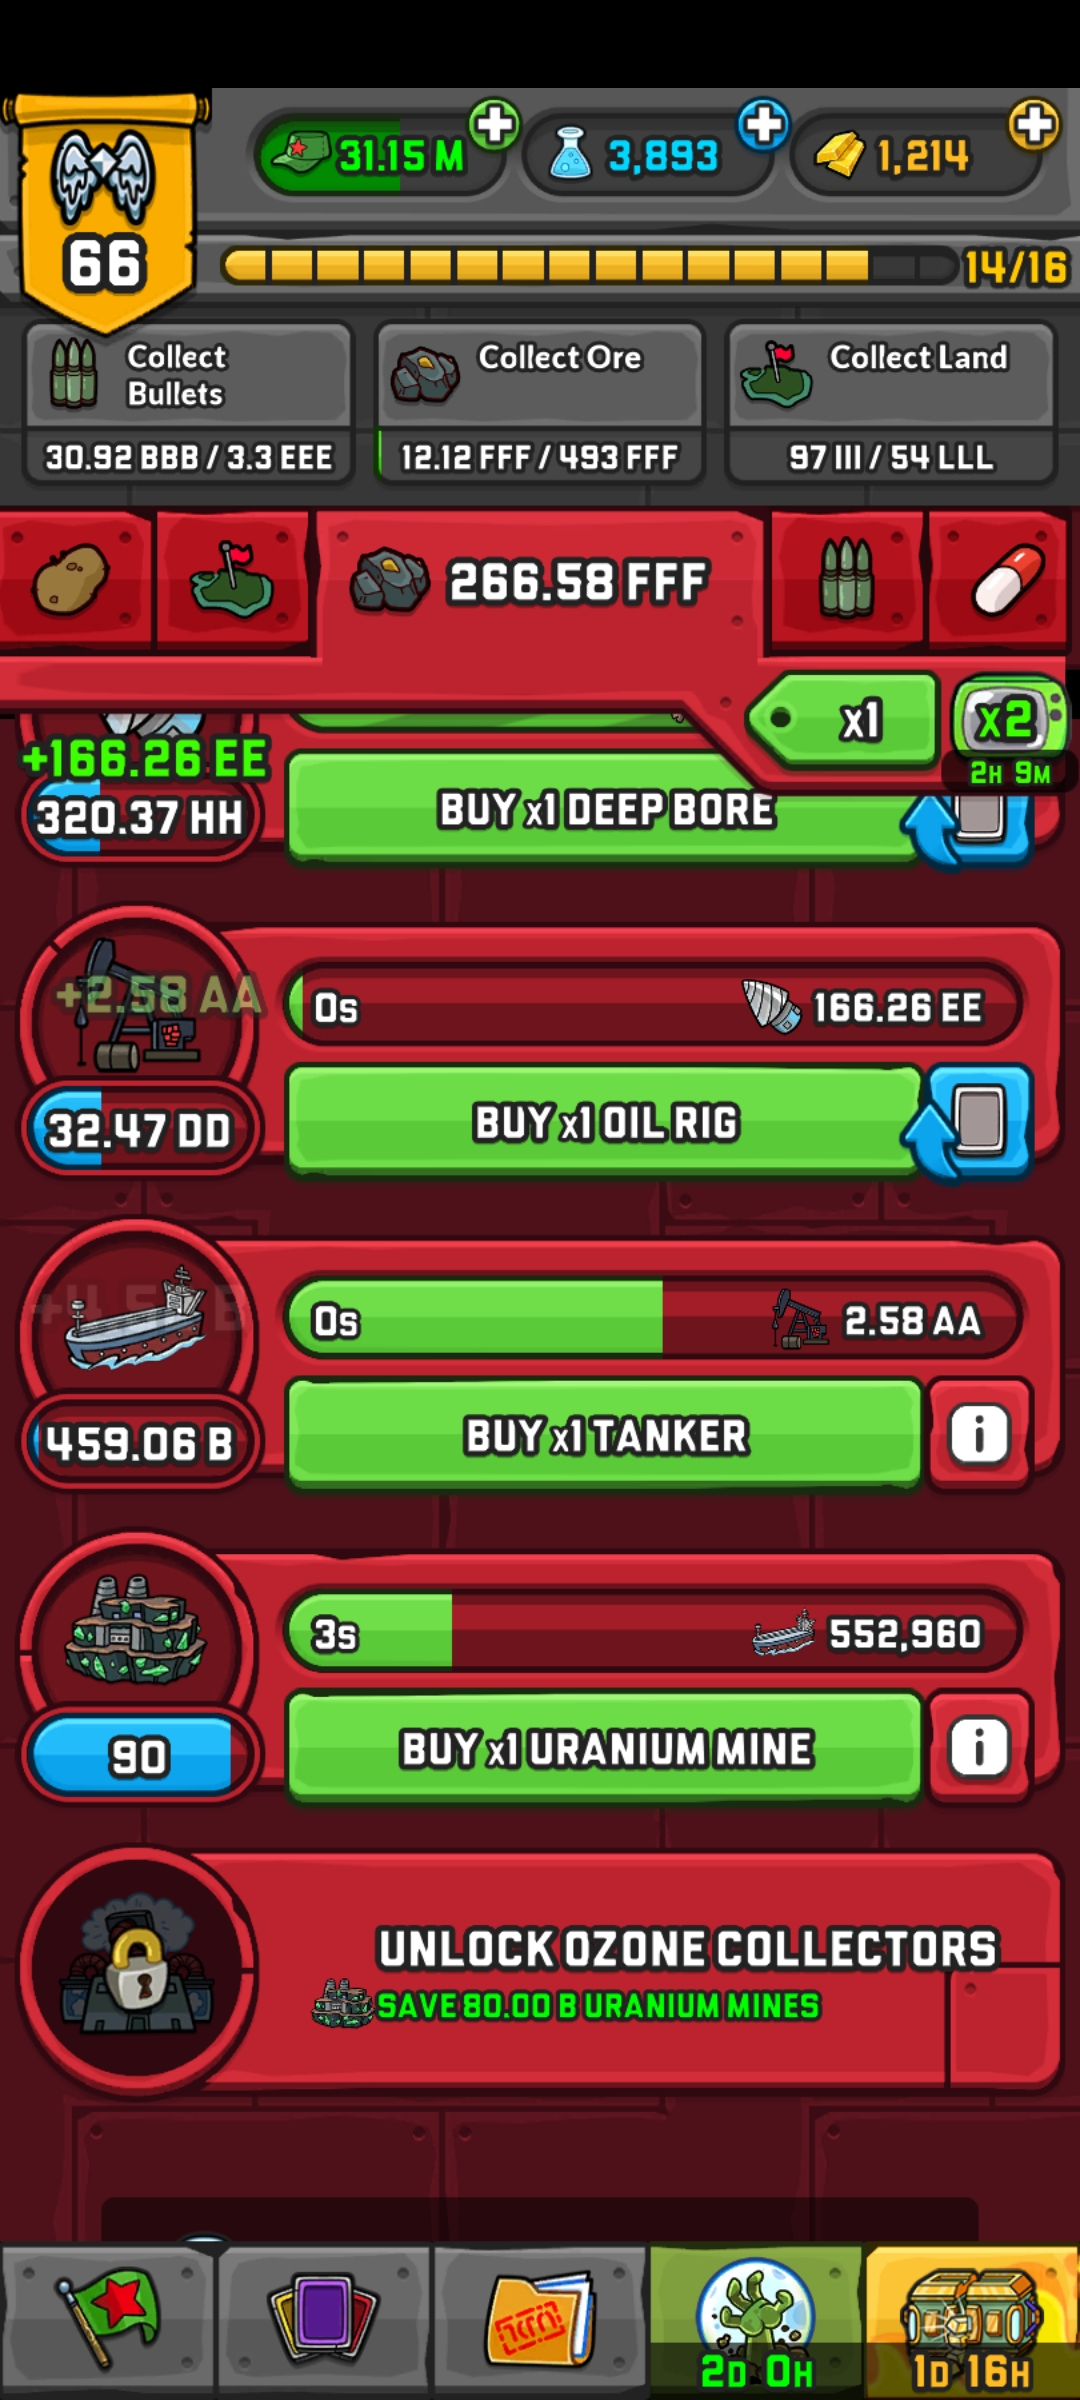 31.15 M
3,893
1,214
66
14/16
Collect
Bullets
30.92 BBB / 3.3 EEE
Collect Ore
12.12 FFF / 493 FFF
Collect Land
97 III / 54 LLL
266.58 FFF
x1
x2
2H 9M
+166.26 EE
320.37 HH
BUY x1 DEEP BORE
+2.58 AA
0s
166.26 EE
32.47 DD
BUY x1 OIL RIG
0s
2.58 AA
459.06 B
BUY x1 TANKER
i
3s
552,960
90
BUY x1 URANIUM MINE
i
UNLOCK OZONE COLLECTORS
SAVE 80.00 B URANIUM MINES
2D 0H
1D 16H